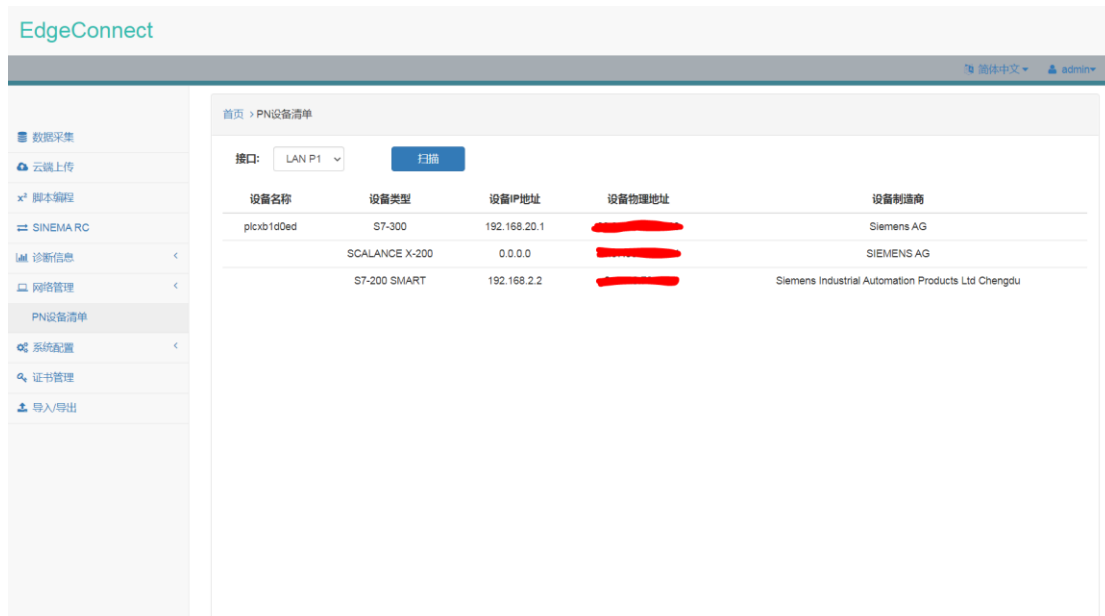 EdgeConnect
简体中文 admin
首页 > PN设备清单
数据采集
云端上传
x² 脚本编程
SINEMA RC
诊断信息
网络管理
PN设备清单
系统配置
证书管理
导入/导出
接口: LAN P1 扫描
设备名称 设备类型 设备IP地址 设备物理地址 设备制造商
plcxb1d0ed S7-300 192.168.20.1 Siemens AG
SCALANCE X-200 0.0.0.0 SIEMENS AG
S7-200 SMART 192.168.2.2 Siemens Industrial Automation Products Ltd Chengdu